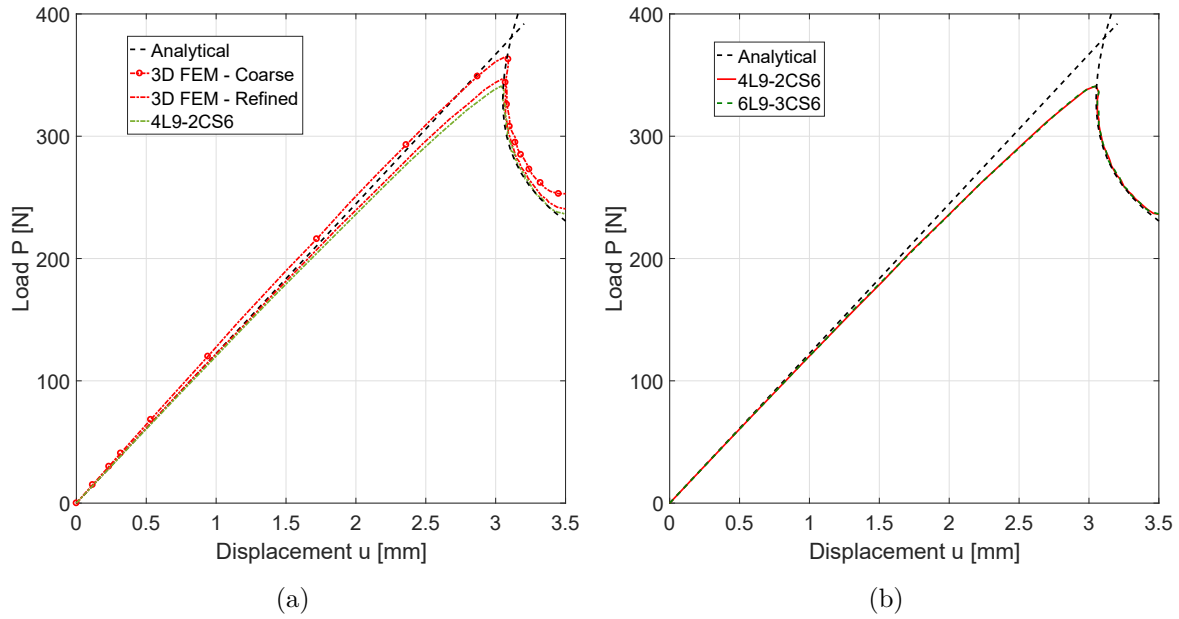 400
300
200
100
0
Load P [N]
Analytical
3D FEM - Coarse
3D FEM - Refined
4L9-2CS6
0 0.5 1 1.5 2 2.5 3 3.5
Displacement u [mm]
(a)
400
300
200
100
0
Load P [N]
Analytical
4L9-2CS6
6L9-3CS6
0 0.5 1 1.5 2 2.5 3 3.5
Displacement u [mm]
(b)